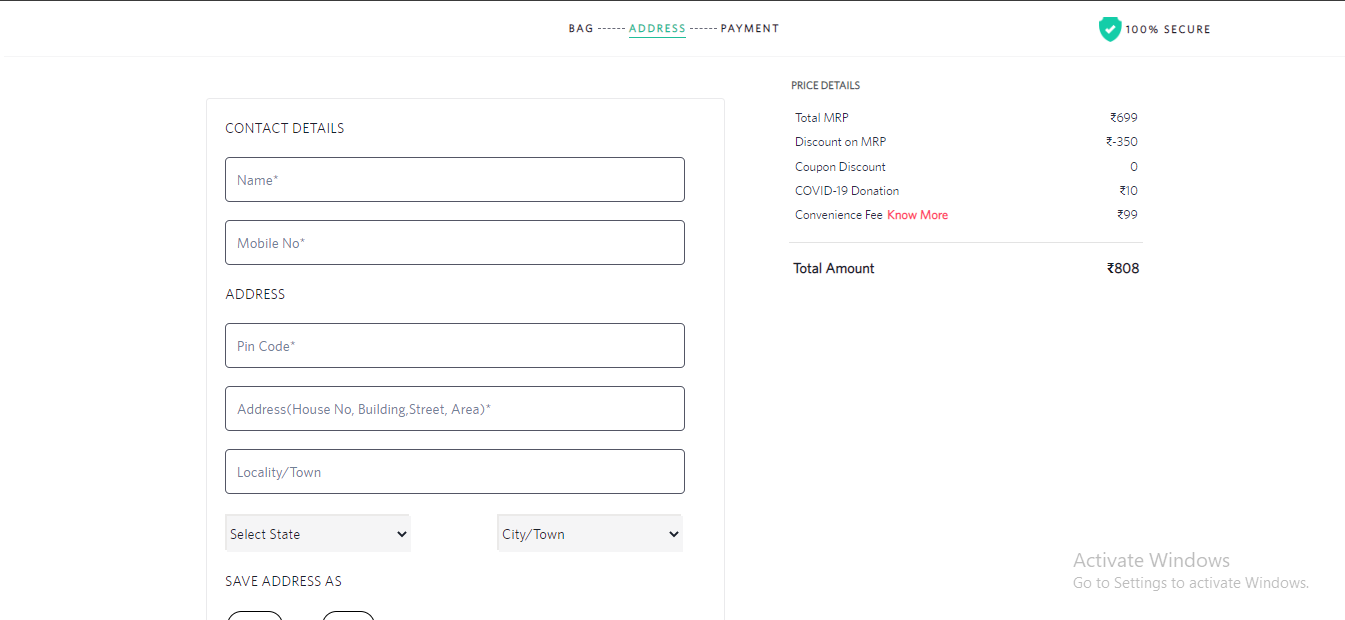 BAG ------ ADDRESS ------ PAYMENT
100% SECURE
CONTACT DETAILS
Name*
Mobile No*
ADDRESS
Pin Code*
Address(House No, Building,Street, Area)*
Locality/Town
Select State
City/Town
SAVE ADDRESS AS
PRICE DETAILS
Total MRP ₹699
Discount on MRP ₹-350
Coupon Discount 0
COVID-19 Donation ₹10
Convenience Fee Know More ₹99
Total Amount ₹808
Activate Windows
Go to Settings to activate Windows.